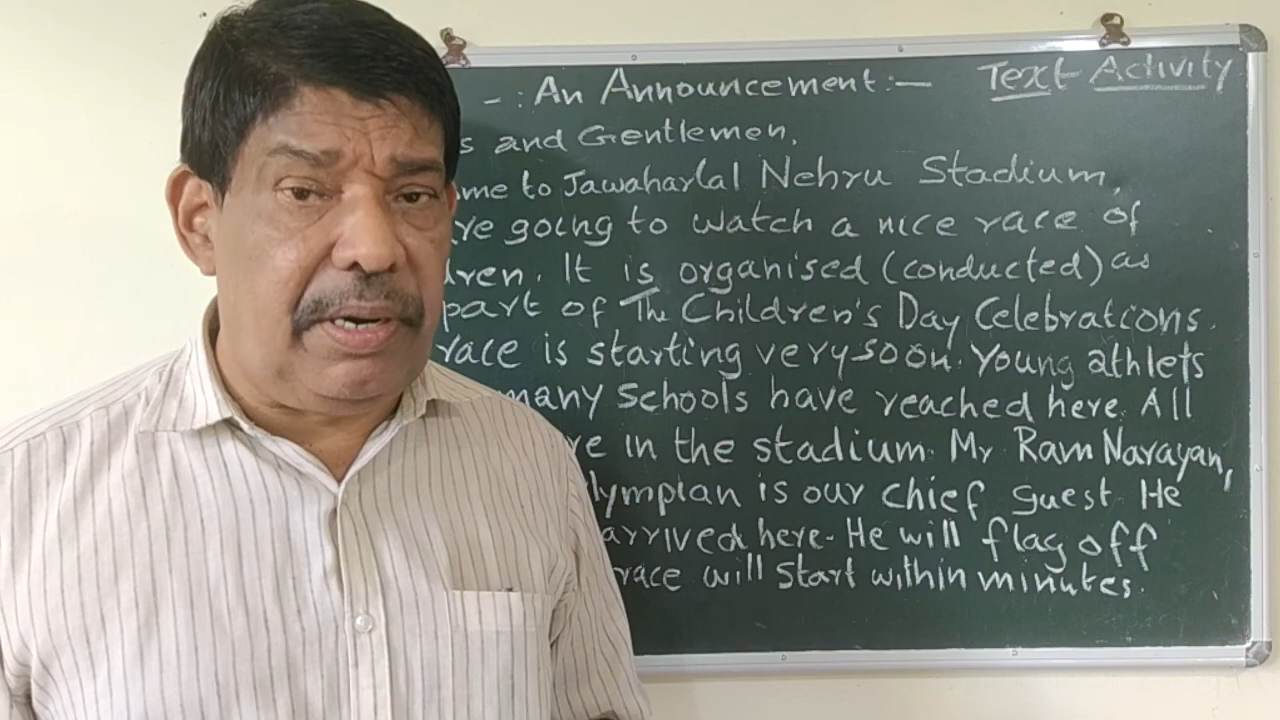 -: An Announcement:- Text Activity
s and Gentlemen,
me to Jawaharlal Nehru Stadium,
re going to watch a nice race of
ren. It is organised (conducted) as
part of The Children's Day Celebrations.
race is starting very soon. Young athlets
many schools have reached here. All
re in the stadium. Mr Ram Narayan,
lympian is our chief guest He
arrived here. He will flag off
race will start within minutes.